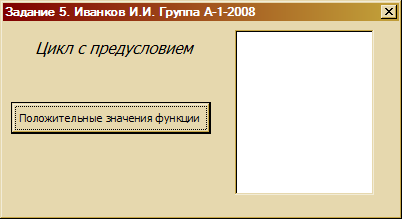 Задание 5. Иванков И.И. Группа А-1-2008
Цикл с предусловием
Положительные значения функции